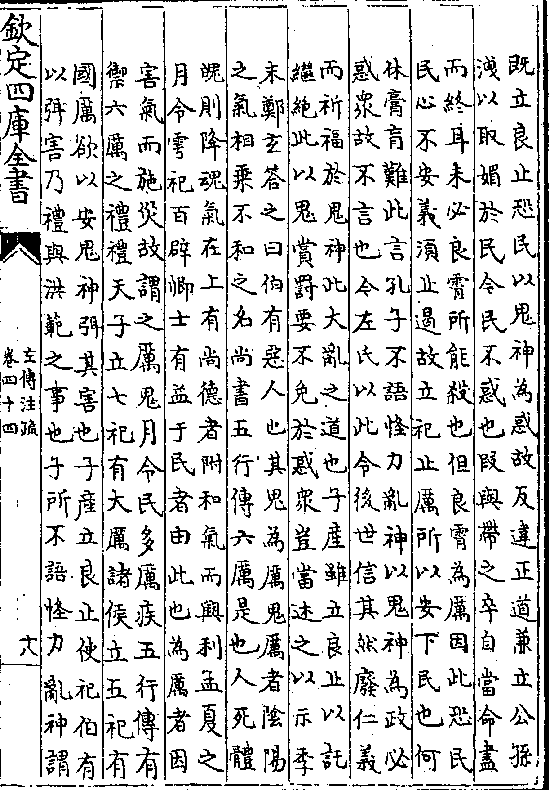 既立良止恐民以鬼神為惑故反違正道兼立公孫
洩以取媚於民令民不惑也段與帶之卒自當命盡
而終耳未必良霄所能殺也但良霄為厲因此恐民
民心不安義須止遏故立祀止厲所以安下民也何
休膏肓難此言孔子不語怪力亂神以鬼神為政必
惑衆故不言也今左氏以此令後世信其然廢仁義
而祈福於鬼神此大亂之道也子產雖立良止以託
繼絶此以鬼賞罰要不免於惑衆豈當述之以示季
末鄭玄荅之曰伯有惡人也其鬼為厲鬼厲者隂陽
之氣相乗不和之名尚書五行傳六厲是也人死體
魄則降魂氣在上有尚德者附和氣而興利孟夏之
月令雩祀百辟卿士有益于民者由此也為厲者因
害氣而施災故謂之厲鬼月令民多厲疾五行傳有
禦六厲之禮禮天子立七祀有大厲諸侯立五祀有
國厲欲以安鬼神弭其害也子產立良止使祀伯有
以弭害乃禮與洪範之事也子所不語怪力亂神謂
欽定四庫全書
左傳注疏
卷四十四
六